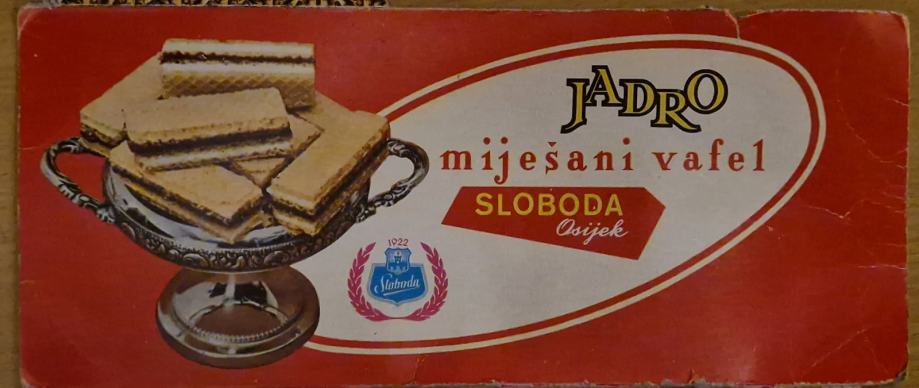 JADRO
miješani vafel
SLOBODA
Osijek
1922
Sloboda